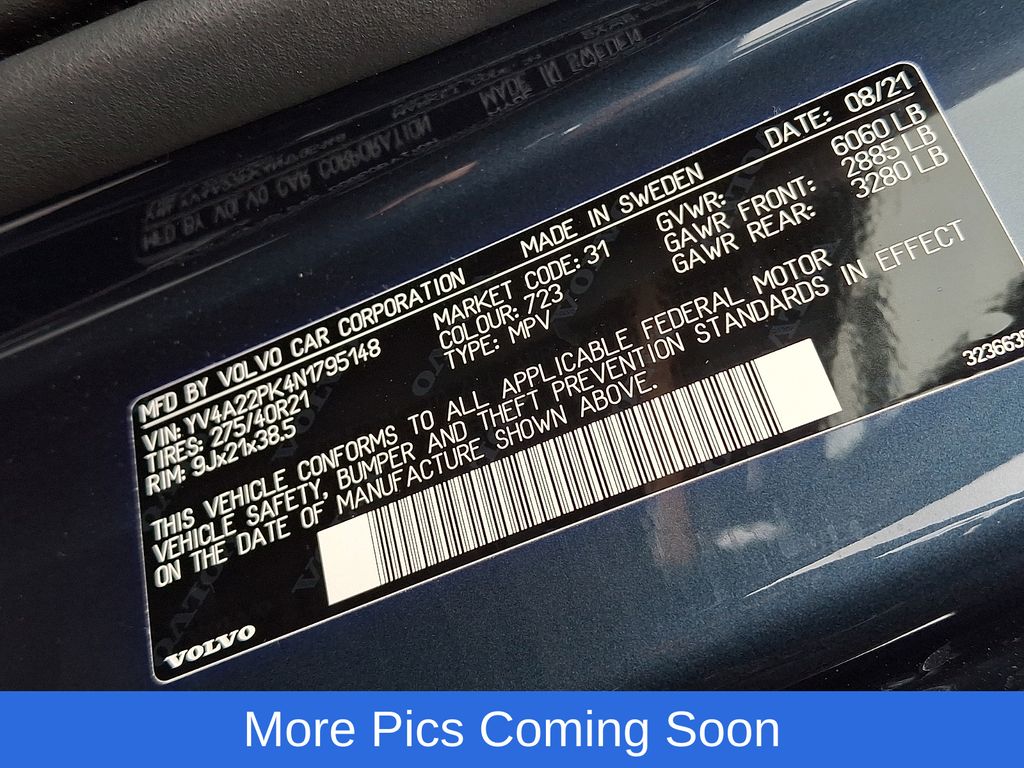 MFD BY VOLVO CAR CORPORATION MADE IN SWEDEN DATE: 08/21
VIN: YV4A22PK4N1795148 MARKET CODE: 31 GVWR: 6060 LB
TIRES: 275/40R21 COLOUR: 723 GAWR FRONT: 2885 LB
RIM: 9Jx21x38.5 TYPE: MPV GAWR REAR: 3280 LB
THIS VEHICLE CONFORMS TO ALL APPLICABLE FEDERAL MOTOR
VEHICLE SAFETY, BUMPER AND THEFT PREVENTION STANDARDS IN EFFECT
ON THE DATE OF MANUFACTURE SHOWN ABOVE.
VOLVO
More Pics Coming Soon